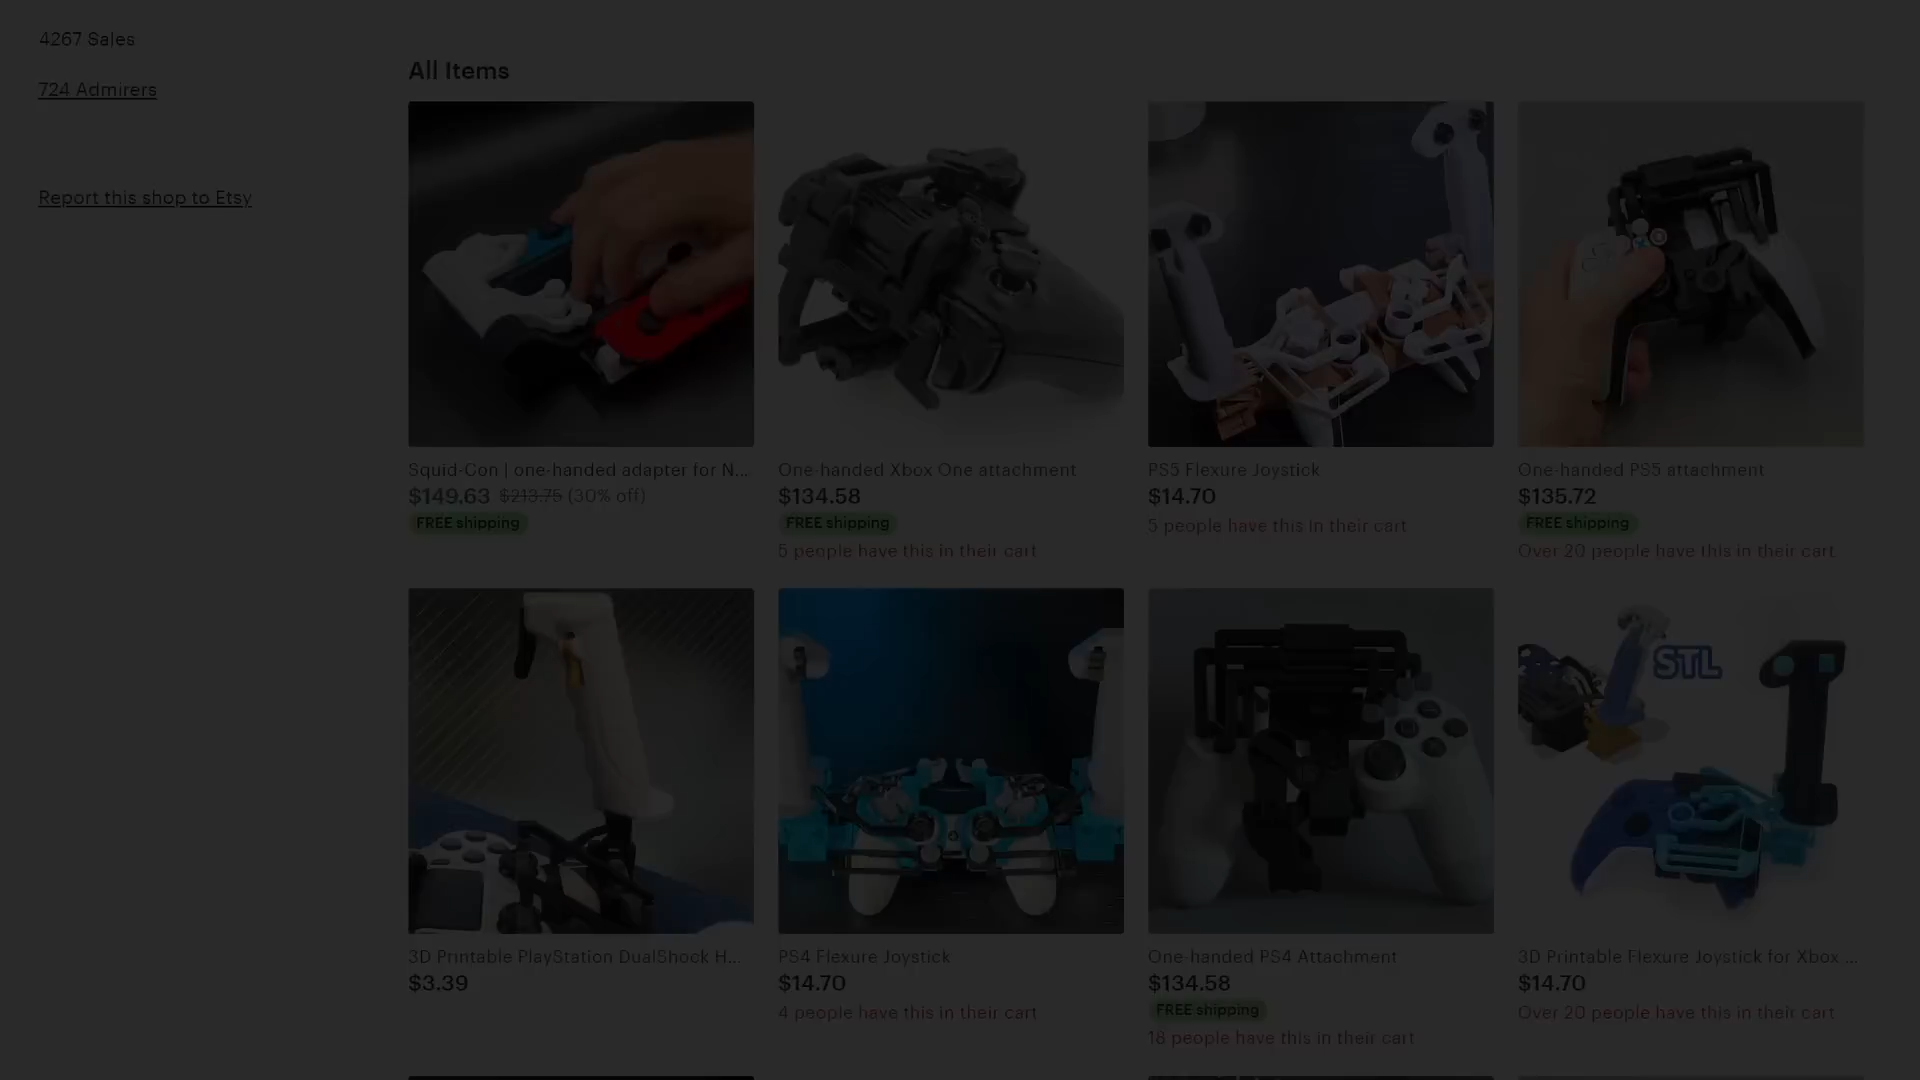 4267 Sales
724 Admirers
Report this shop to Etsy
All Items
Squid-Con | one-handed adapter for N...
$149.63 $213.75 (30% off)
FREE shipping
One-handed Xbox One attachment
$134.58
FREE shipping
5 people have this in their cart
PS5 Flexure Joystick
$14.70
5 people have this in their cart
One-handed PS5 attachment
$135.72
FREE shipping
Over 20 people have this in their cart
STL
3D Printable PlayStation DualShock H...
$3.39
PS4 Flexure Joystick
$14.70
4 people have this in their cart
One-handed PS4 Attachment
$134.58
FREE shipping
18 people have this in their cart
3D Printable Flexure Joystick for Xbox ...
$14.70
Over 20 people have this in their cart